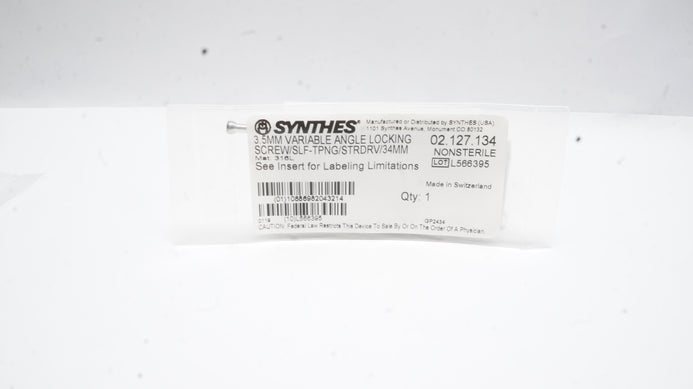 SYNTHES®
Manufactured or Distributed by SYNTHES (USA)
1101 Synthes Avenue, Monument CO 80132
3.5MM VARIABLE ANGLE LOCKING
SCREW/SLF-TPNG/STRDRV/34MM
Mat. 316L
See Insert for Labeling Limitations
02.127.134
NONSTERILE
LOT L566395
Made in Switzerland
(01)10886982043214
Qty: 1
0119
(10)L566395
GP2434
CAUTION: Federal Law Restricts This Device To Sale By Or On The Order Of A Physician